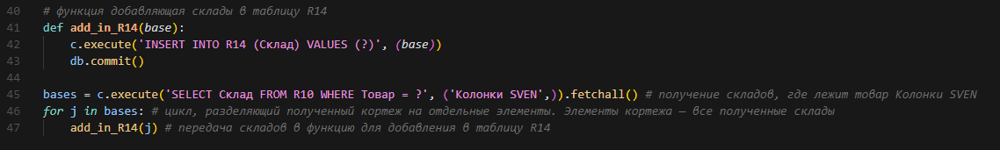 40 # функция добавляющая склады в таблицу R14
41 def add_in_R14(base):
42     c.execute('INSERT INTO R14 (Склад) VALUES (?)', (base))
43     db.commit()
44
45 bases = c.execute('SELECT Склад FROM R10 WHERE Товар = ?', ('Колонки SVEN',)).fetchall() # получение складов, где лежит товар Колонки SVEN
46 for j in bases: # цикл, разделяющий полученный кортеж на отдельные элементы. Элементы кортежа — все полученные склады
47     add_in_R14(j) # передача складов в функцию для добавления в таблицу R14